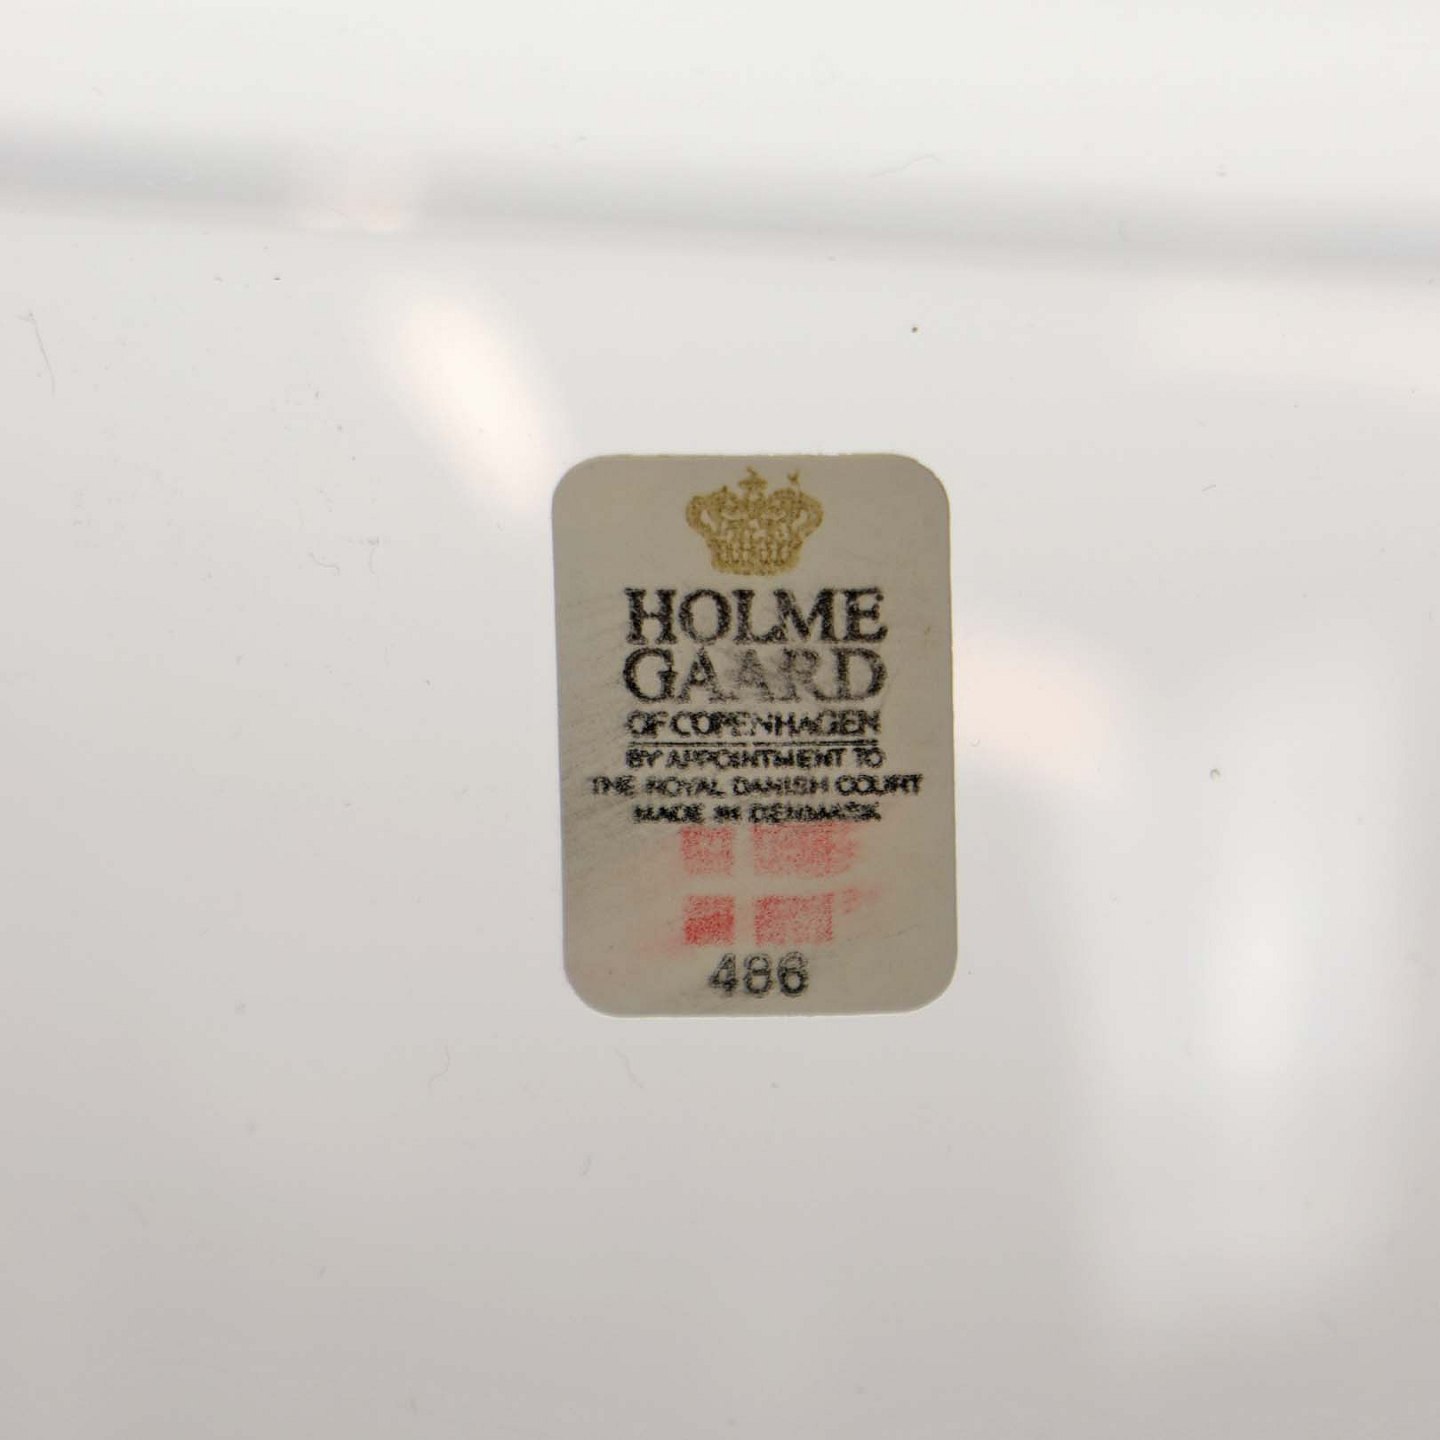 HOLME
GAARD
OF COPENHAGEN
BY APPOINTMENT TO
THE ROYAL DANISH COURT
MADE IN DENMARK
486